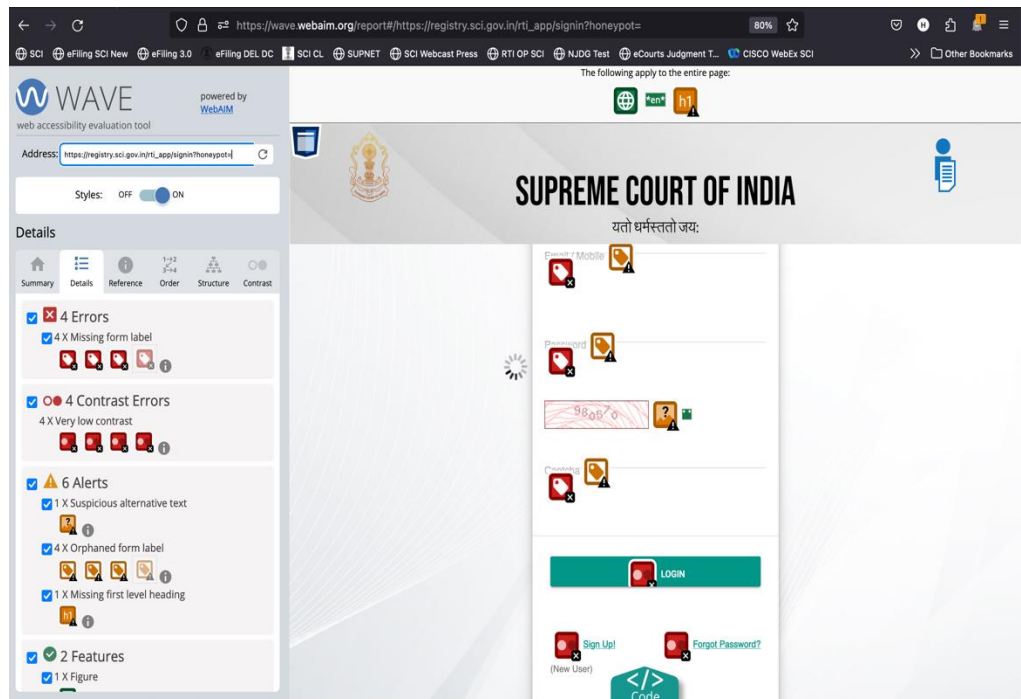 https://wave.webaim.org/report#/https://registry.sci.gov.in/rti_app/signin?honeypot=
80%
SCI
eFiling SCI New
eFiling 3.0
eFiling DEL DC
SCI CL
SUPNET
SCI Webcast Press
RTI OP SCI
NJDG Test
eCourts Judgment T...
CISCO WebEx SCI
Other Bookmarks
WAVE
web accessibility evaluation tool
powered by
WebAIM
Address:
https://registry.sci.gov.in/rti_app/signin?honeypot=
Styles: OFF ON
Details
Summary
Details
Reference
Order
Structure
Contrast
4 Errors
4 X Missing form label
4 Contrast Errors
4 X Very low contrast
6 Alerts
1 X Suspicious alternative text
4 X Orphaned form label
1 X Missing first level heading
h1
2 Features
1 X Figure
The following apply to the entire page:
*en*
h1
SUPREME COURT OF INDIA
यतो धर्मस्ततो जय:
Email / Mobile
Password
980570
Captcha
LOGIN
Sign Up!
(New User)
Forgot Password?
</>
Code